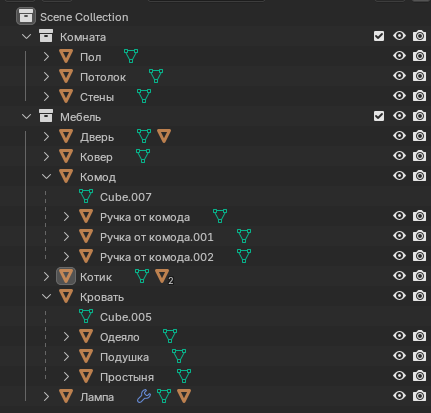 Scene Collection
Комната
Пол
Потолок
Стены
Мебель
Дверь
Ковер
Комод
Cube.007
Ручка от комода
Ручка от комода.001
Ручка от комода.002
Котик 2
Кровать
Cube.005
Одеяло
Подушка
Простыня
Лампа